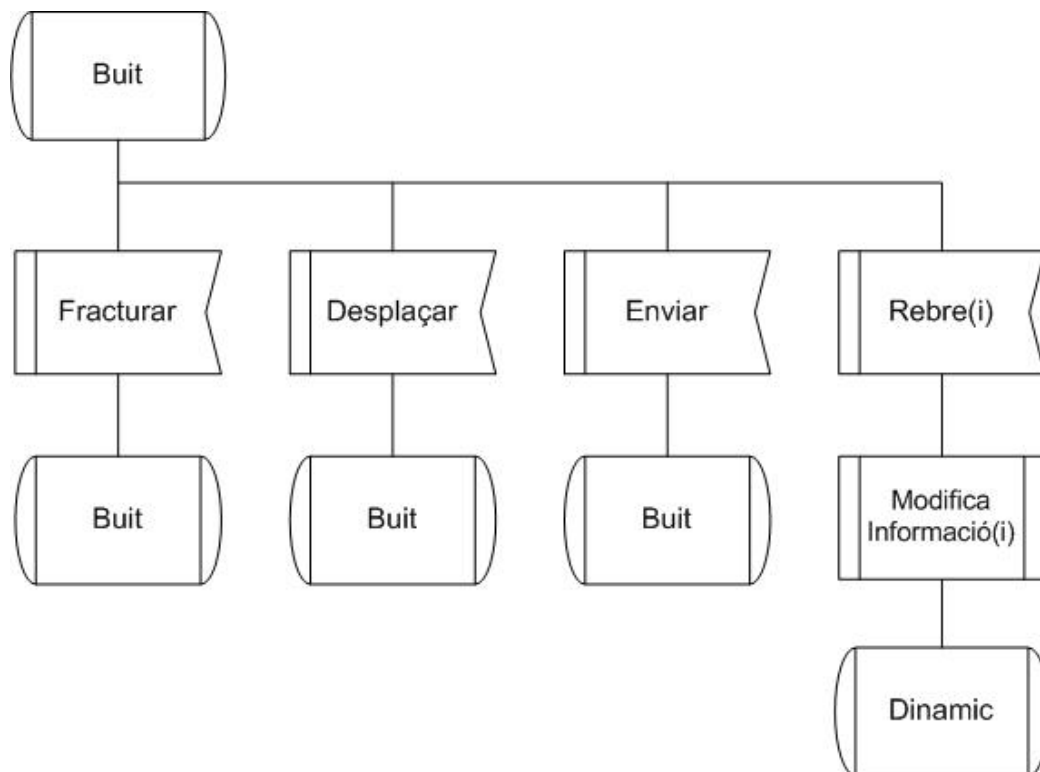 Buit
Fracturar
Desplaçar
Enviar
Rebre(i)
Buit
Buit
Buit
Modifica
Informació(i)
Dinamic